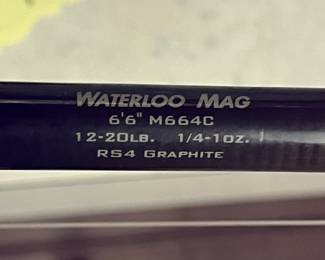 WATERLOO MAG
6'6" M664C
12-20LB. 1/4-1OZ.
RS4 GRAPHITE